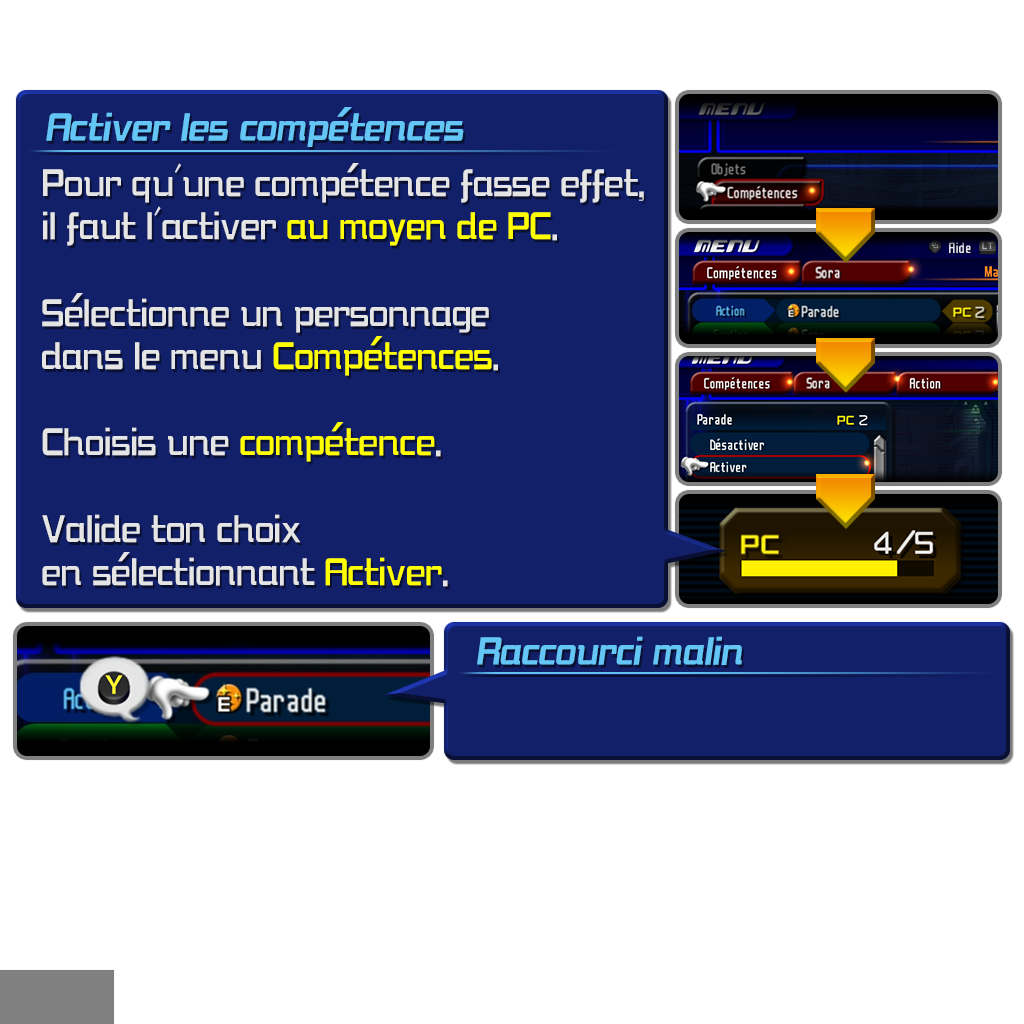 Activer les compétences
Pour qu'une compétence fasse effet,
il faut l'activer au moyen de PC.
Sélectionne un personnage
dans le menu Compétences.
Choisis une compétence.
Valide ton choix
en sélectionnant Activer.
MENU
Objets
Compétences
MENU
Aide LT
Compétences Sora
Action É Parade PC 2
MENU
Compétences Sora Action
Parade PC 2
Désactiver
Activer
PC 4/5
Y É Parade
Raccourci malin